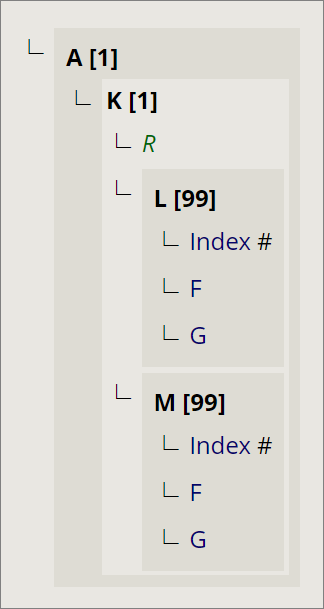 A [1]
K [1]
R
L [99]
Index #
F
G
M [99]
Index #
F
G